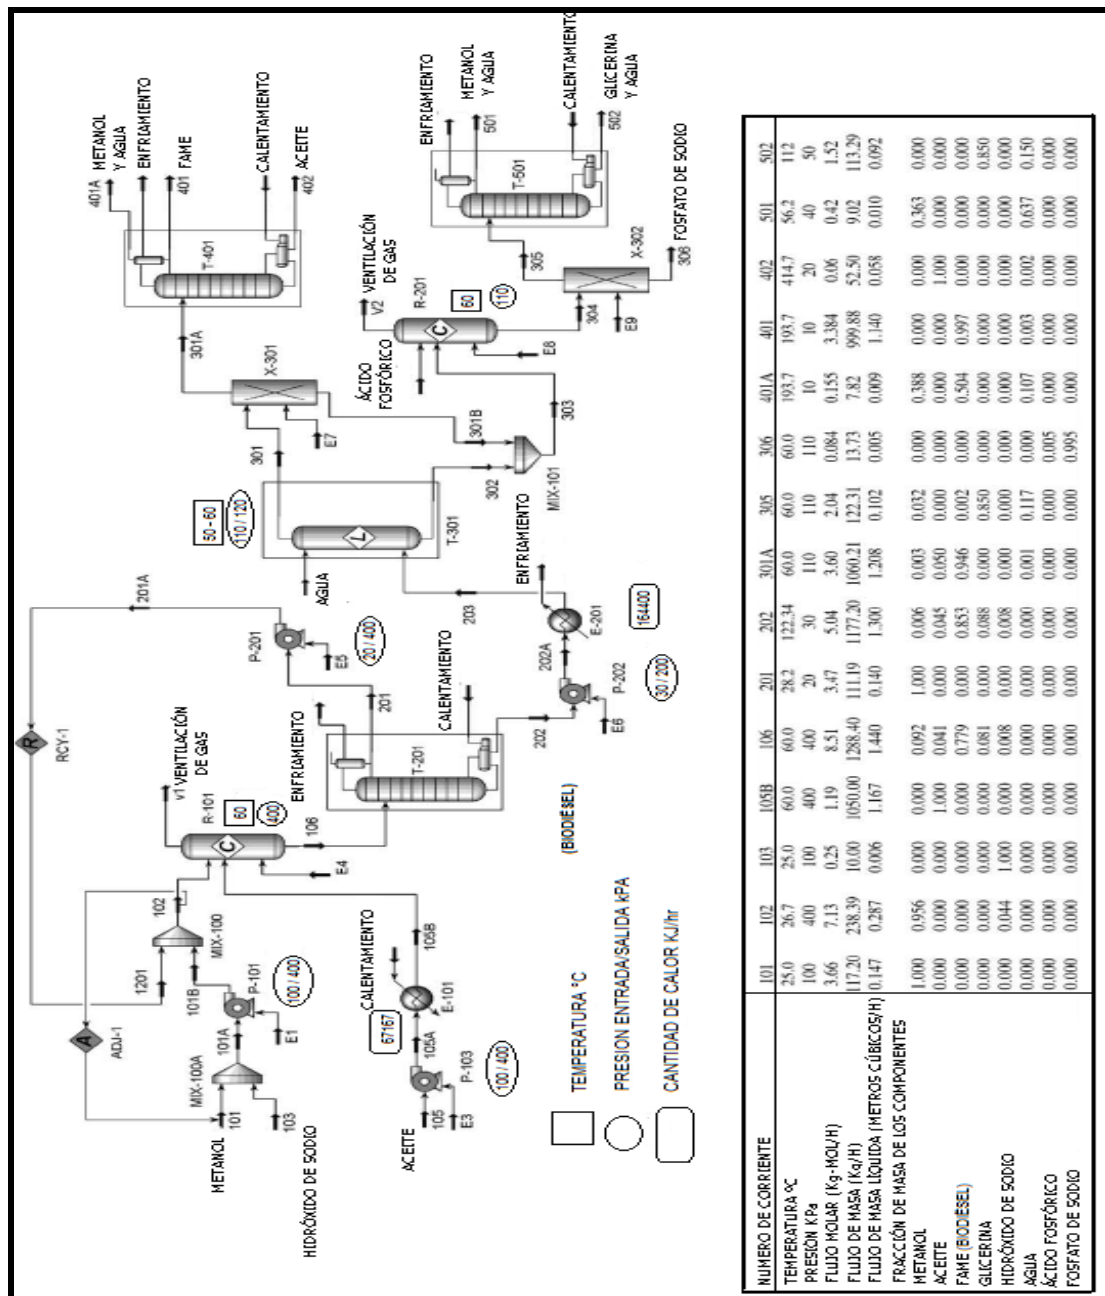 METANOL
Y AGUA
ENFRIAMIENTO
401A
401
FAME
CALENTAMIENTO
402
ACEITE
T-401
301A
X-301
E7
301
301B
302
MIX-101
303
50 - 60
110 / 120
T-301
AGUA
203
ENFRIAMIENTO
E-201
164400
202A
P-202
30 / 200
E6
202
ENFRIAMIENTO
METANOL
Y AGUA
501
CALENTAMIENTO
GLICERINA
Y AGUA
502
T-501
305
X-302
306
FOSFATO DE SODIO
304
E9
VENTILACIÓN
DE GAS
V2
R-201
60
110
ÁCIDO
FOSFÓRICO
E8
201A
P-201
20 / 400
E5
201
CALENTAMIENTO
T-201
ENFRIAMIENTO
RCY-1
v1 VENTILACIÓN
DE GAS
R-101
60
400
106
E4
102
MIX-100
1201
101B
P-101
100 / 400
E1
ADJ-1
101A
MIX-100A
101
METANOL
103
HIDRÓXIDO DE SODIO
CALENTAMIENTO
67167
E-101
105B
105A
P-103
100 / 400
105
E3
ACEITE
(BIODIÉSEL)
TEMPERATURA ºC
PRESION ENTRADA/SALIDA kPA
CANTIDAD DE CALOR KJ/hr
NUMERO DE CORRIENTE 101 102 103 105B 106 201 202 301A 305 306 401A 401 402 501 502
TEMPERATURA ºC 25.0 26.7 25.0 60.0 60.0 28.2 122.34 60.0 60.0 60.0 193.7 193.7 414.7 56.2 112
PRESIÓN KPa 100 400 100 400 400 20 30 110 110 110 10 10 20 40 50
FLUJO MOLAR (Kg-MOL/H) 3.66 7.13 0.25 1.19 8.51 3.47 5.04 3.60 2.04 0.084 0.155 3.384 0.06 0.42 1.52
FLUJO DE MASA (Kg/H) 117.20 238.39 10.00 1050.00 1288.40 111.19 1177.20 1060.21 122.31 13.73 7.82 999.88 52.50 9.02 113.29
FLUJO DE MASA LÍQUIDA (METROS CÚBICOS/H) 0.147 0.287 0.006 1.167 1.440 0.140 1.300 1.208 0.102 0.005 0.009 1.140 0.058 0.010 0.092
FRACCIÓN DE MASA DE LOS COMPONENTES
METANOL 1.000 0.956 0.000 0.000 0.092 1.000 0.006 0.003 0.032 0.000 0.388 0.000 0.000 0.363 0.000
ACEITE 0.000 0.000 0.000 1.000 0.041 0.000 0.045 0.050 0.000 0.000 0.000 0.000 1.000 0.000 0.000
FAME (BIODIÉSEL) 0.000 0.000 0.000 0.000 0.779 0.000 0.853 0.946 0.002 0.000 0.504 0.997 0.000 0.000 0.000
GLICERINA 0.000 0.000 0.000 0.000 0.081 0.000 0.088 0.000 0.850 0.000 0.000 0.000 0.000 0.000 0.850
HIDRÓXIDO DE SODIO 0.000 0.044 1.000 0.000 0.008 0.000 0.008 0.000 0.000 0.000 0.000 0.000 0.000 0.000 0.000
AGUA 0.000 0.000 0.000 0.000 0.000 0.000 0.000 0.001 0.117 0.000 0.107 0.003 0.002 0.637 0.150
ÁCIDO FOSFÓRICO 0.000 0.000 0.000 0.000 0.000 0.000 0.000 0.000 0.000 0.005 0.000 0.000 0.000 0.000 0.000
FOSFATO DE SODIO 0.000 0.000 0.000 0.000 0.000 0.000 0.000 0.000 0.000 0.995 0.000 0.000 0.000 0.000 0.000